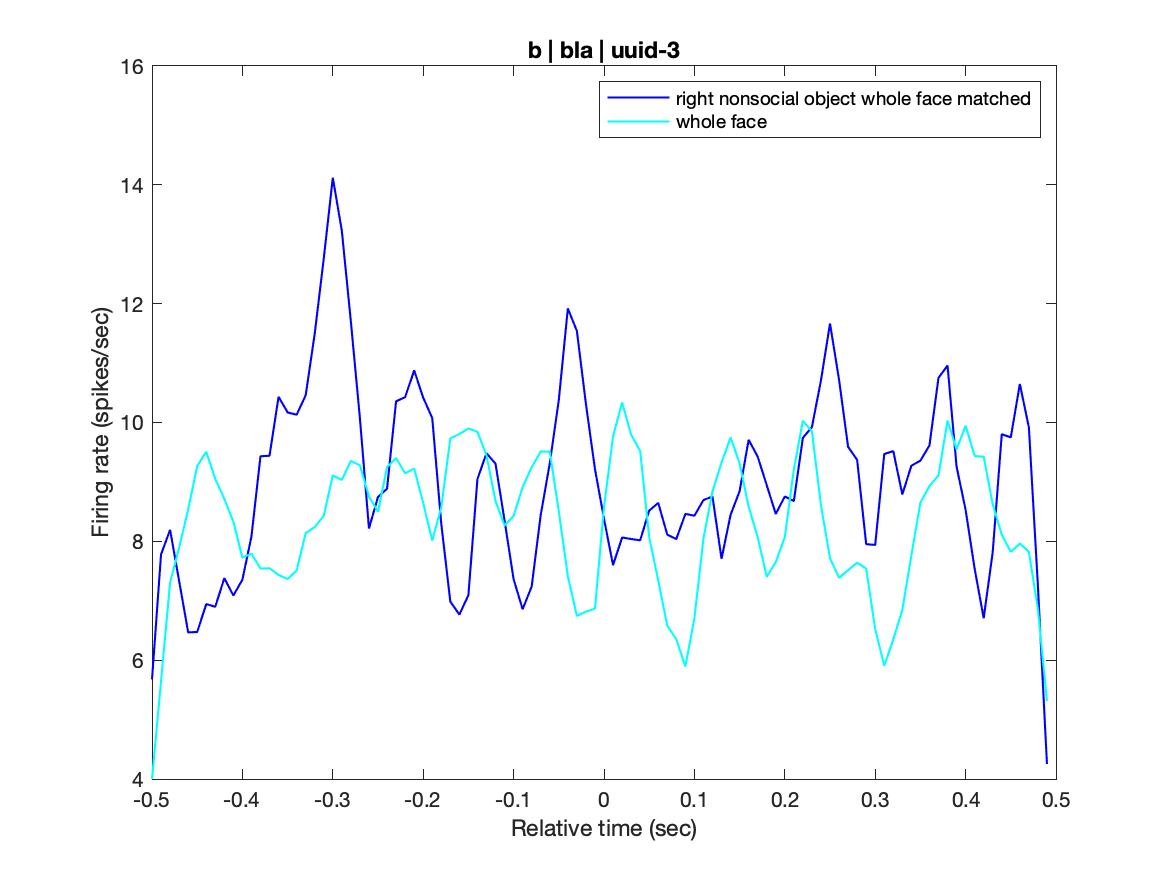 b | bla | uuid-3
right nonsocial object whole face matched
whole face
Firing rate (spikes/sec)
16
14
12
10
8
6
4
-0.5 -0.4 -0.3 -0.2 -0.1 0 0.1 0.2 0.3 0.4 0.5
Relative time (sec)